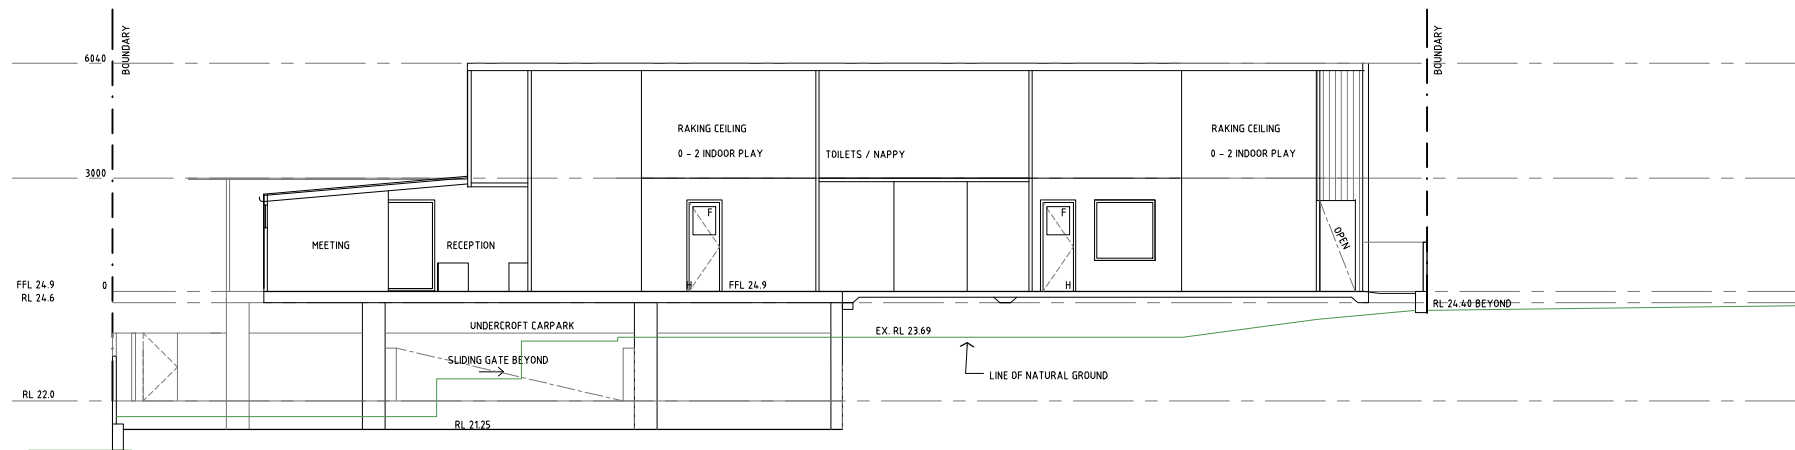 BOUNDARY
BOUNDARY
6040
RAKING CEILING
RAKING CEILING
0 - 2 INDOOR PLAY
TOILETS / NAPPY
0 - 2 INDOOR PLAY
3000
F
F
MEETING
RECEPTION
OPEN
FFL 24.9
0
H
FFL 24.9
H
RL 24.6
RL 24.40 BEYOND
UNDERCROFT CARPARK
EX. RL 23.69
SLIDING GATE BEYOND
LINE OF NATURAL GROUND
RL 22.0
RL 21.25